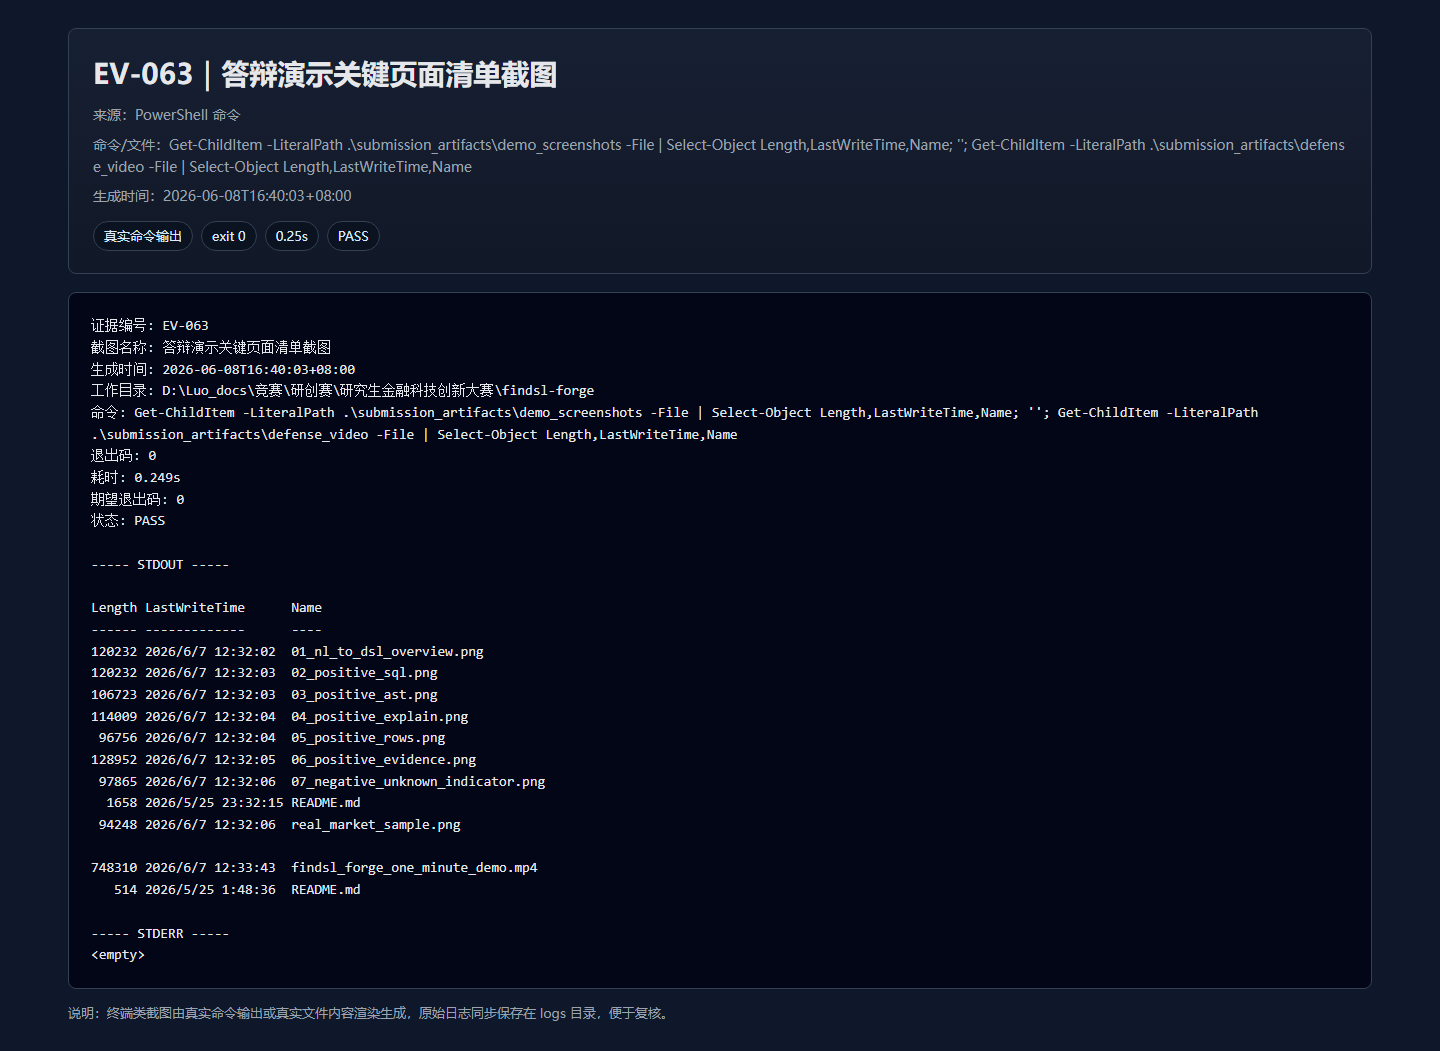 EV-063｜答辩演示关键页面清单截图
来源：PowerShell 命令
命令/文件：Get-ChildItem -LiteralPath .\submission_artifacts\demo_screenshots -File | Select-Object Length,LastWriteTime,Name; ''; Get-ChildItem -LiteralPath .\submission_artifacts\defens
e_video -File | Select-Object Length,LastWriteTime,Name
生成时间：2026-06-08T16:40:03+08:00
真实命令输出 exit 0 0.25s PASS
证据编号: EV-063
截图名称: 答辩演示关键页面清单截图
生成时间: 2026-06-08T16:40:03+08:00
工作目录: D:\Luo_docs\竞赛\研创赛\研究生金融科技创新大赛\findsl-forge
命令: Get-ChildItem -LiteralPath .\submission_artifacts\demo_screenshots -File | Select-Object Length,LastWriteTime,Name; ''; Get-ChildItem -LiteralPath
.\submission_artifacts\defense_video -File | Select-Object Length,LastWriteTime,Name
退出码: 0
耗时: 0.249s
期望退出码: 0
状态: PASS
----- STDOUT -----
Length LastWriteTime      Name
------ -------------      ----
120232 2026/6/7 12:32:02  01_nl_to_dsl_overview.png
120232 2026/6/7 12:32:03  02_positive_sql.png
106723 2026/6/7 12:32:03  03_positive_ast.png
114009 2026/6/7 12:32:04  04_positive_explain.png
 96756 2026/6/7 12:32:04  05_positive_rows.png
128952 2026/6/7 12:32:05  06_positive_evidence.png
 97865 2026/6/7 12:32:06  07_negative_unknown_indicator.png
  1658 2026/5/25 23:32:15 README.md
 94248 2026/6/7 12:32:06  real_market_sample.png
748310 2026/6/7 12:33:43  findsl_forge_one_minute_demo.mp4
   514 2026/5/25 1:48:36  README.md
----- STDERR -----
<empty>
说明：终端类截图由真实命令输出或真实文件内容渲染生成，原始日志同步保存在 logs 目录，便于复核。